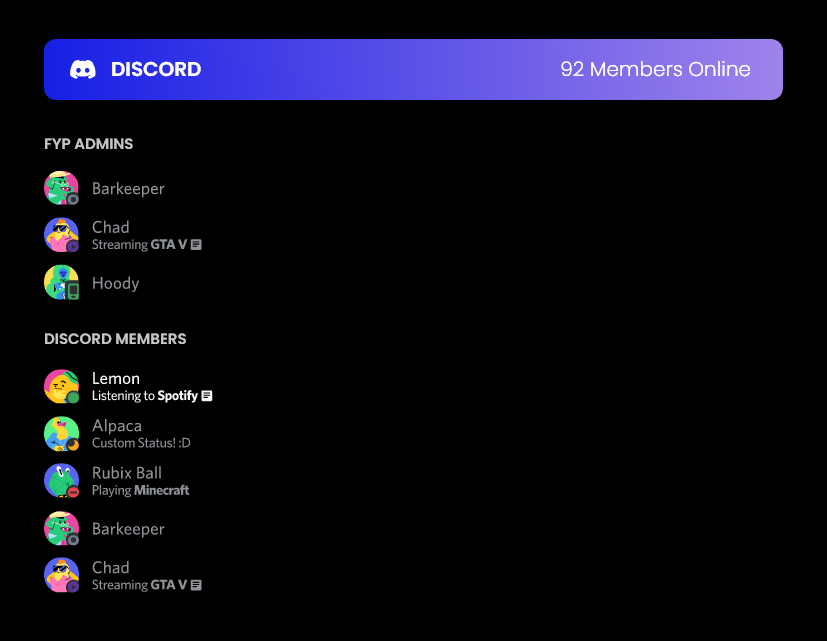 DISCORD
92 Members Online
FYP ADMINS
Barkeeper
Chad
Streaming GTA V
Hoody
DISCORD MEMBERS
Lemon
Listening to Spotify
Alpaca
Custom Status! :D
Rubix Ball
Playing Minecraft
Barkeeper
Chad
Streaming GTA V